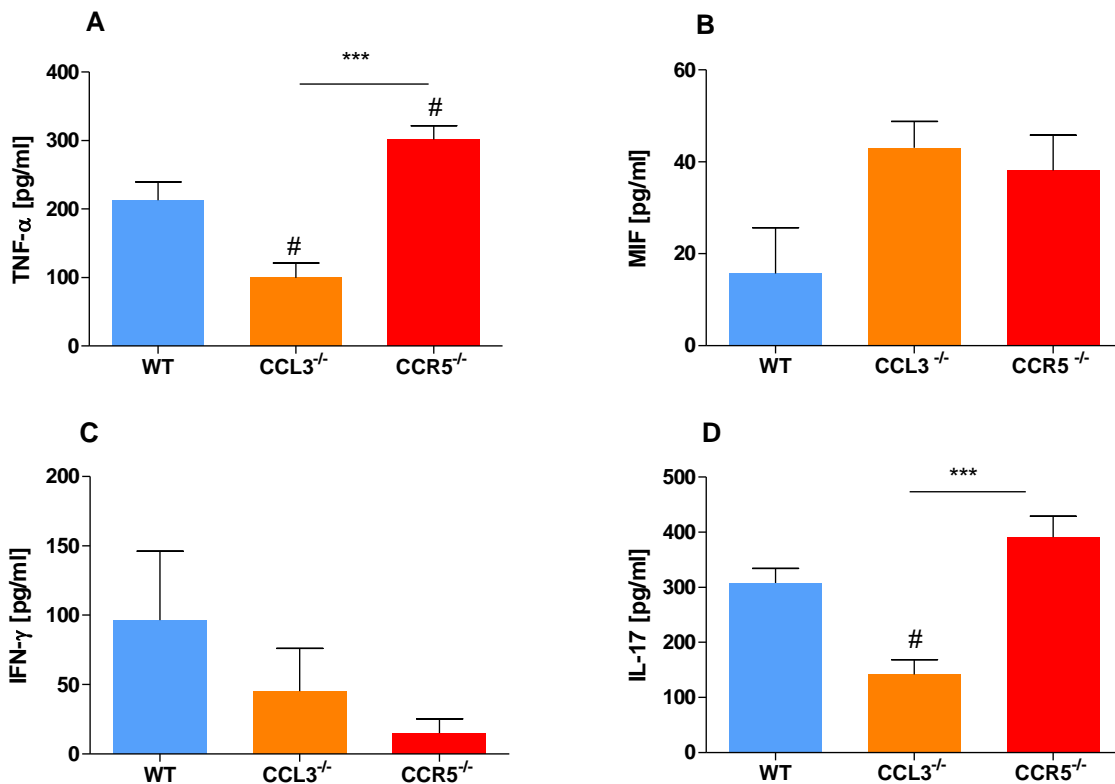 A
TNF-α [pg/ml]
400
300
200
100
0
***
#
#
WT CCL3-/- CCR5-/-
B
MIF [pg/ml]
60
40
20
0
WT CCL3 -/- CCR5 -/-
C
IFN-γ [pg/ml]
200
150
100
50
0
WT CCL3-/- CCR5-/-
D
IL-17 [pg/ml]
500
400
300
200
100
0
***
#
WT CCL3-/- CCR5-/-